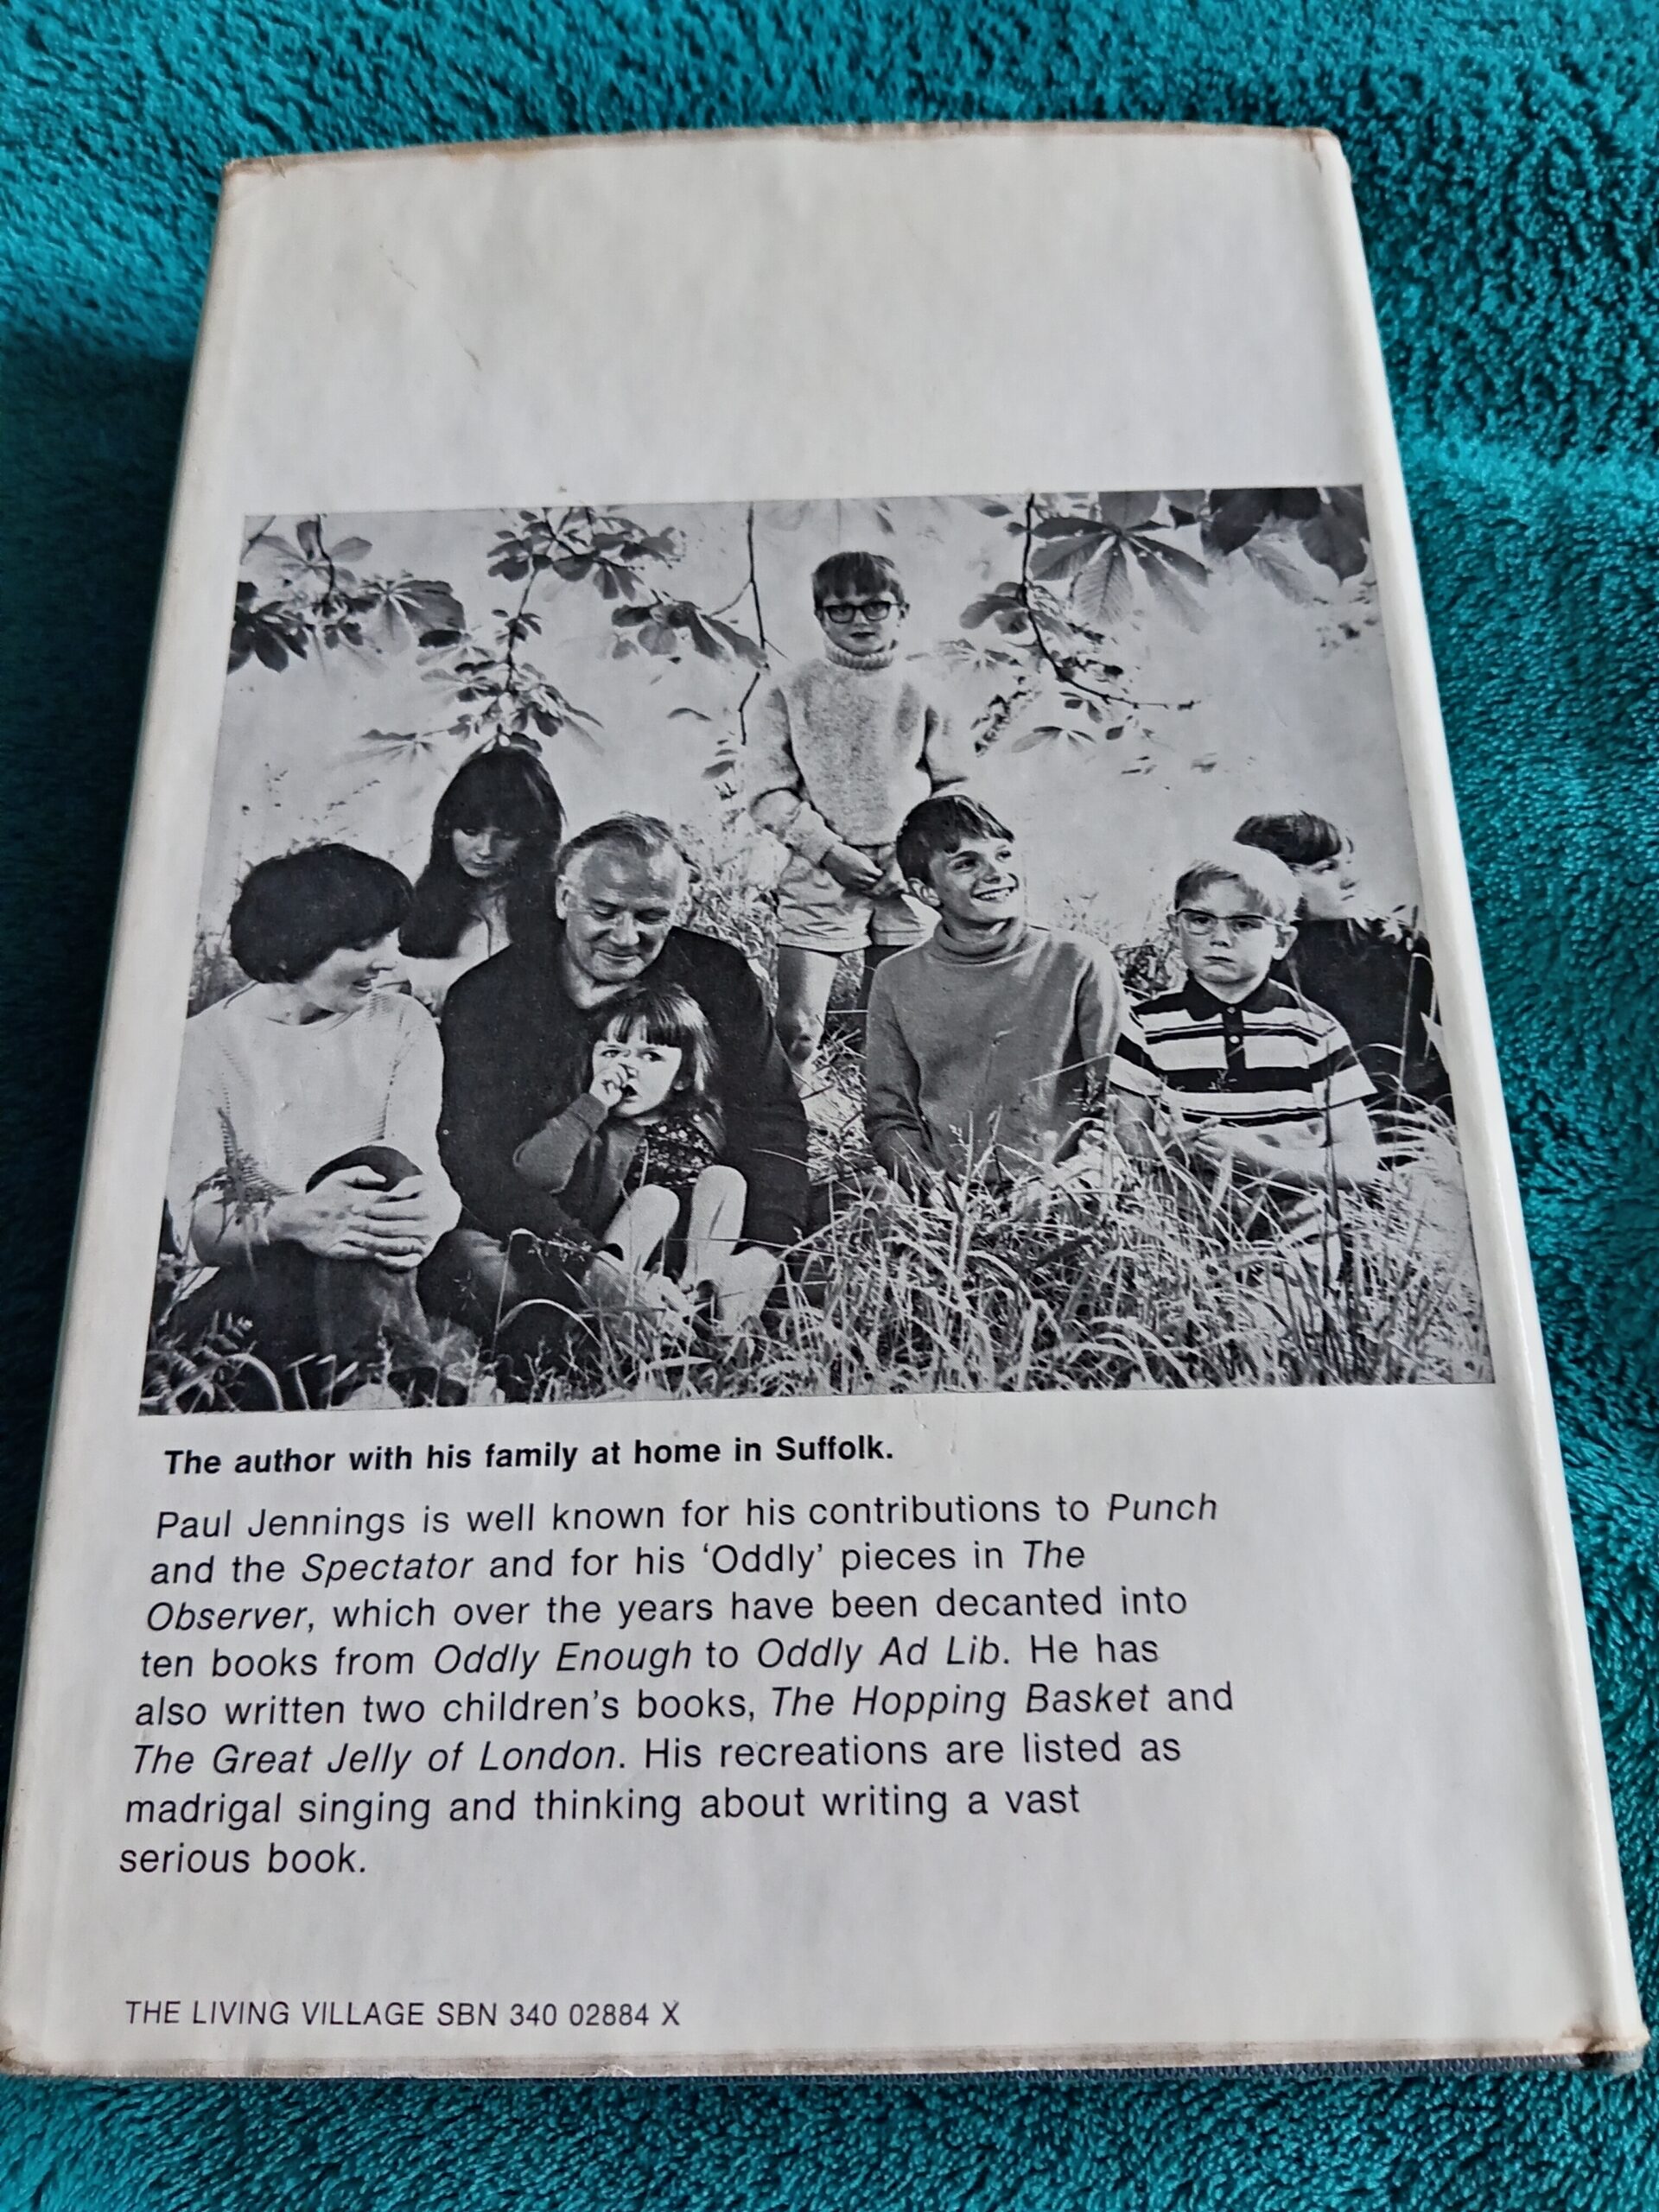 The author with his family at home in Suffolk.
Paul Jennings is well known for his contributions to Punch
and the Spectator and for his ‘Oddly’ pieces in The
Observer, which over the years have been decanted into
ten books from Oddly Enough to Oddly Ad Lib. He has
also written two children's books, The Hopping Basket and
The Great Jelly of London. His recreations are listed as
madrigal singing and thinking about writing a vast
serious book.
THE LIVING VILLAGE SBN 340 02884 X